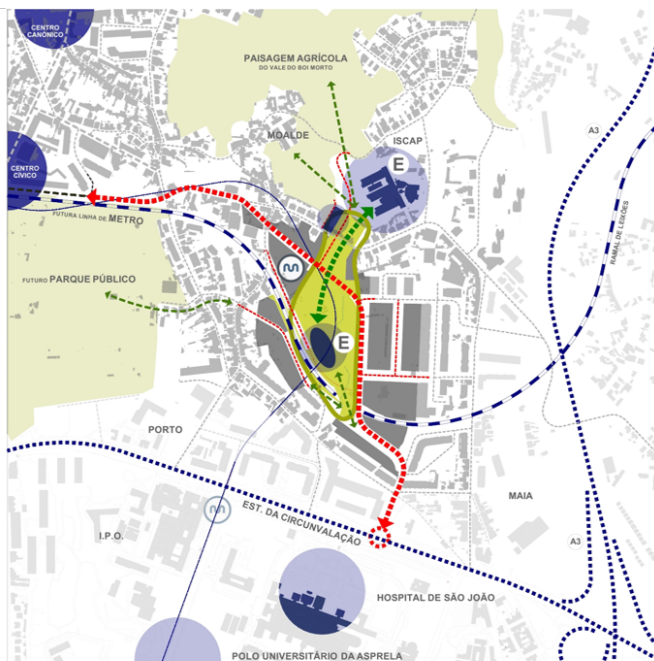 CENTRO
CANÓNICO
PAISAGEM AGRÍCOLA
DO VALE DO BOI MORTO
MOALDE
ISCAP
A3
E
CENTRO
CÍVICO
FUTURA LINHA DE METRO
RAMAL DE LEIXÕES
FUTURO PARQUE PÚBLICO
E
PORTO
MAIA
EST. DA CIRCUNVALAÇÃO
I.P.O.
A3
HOSPITAL DE SÃO JOÃO
POLO UNIVERSITÁRIO DA ASPRELA